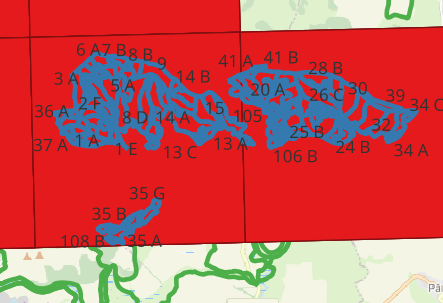 6 A
7 B
8 B
9
41 A
41 B
28 B
3 A
5 A
14 B
20 A
26 C
30
39
2 F
15
34 C
36 A
8 D
14 A
105
25 B
32
37 A
1 A
1 E
13 C
13 A
106 B
24 B
34 A
35 G
35 B
108 B
35 A